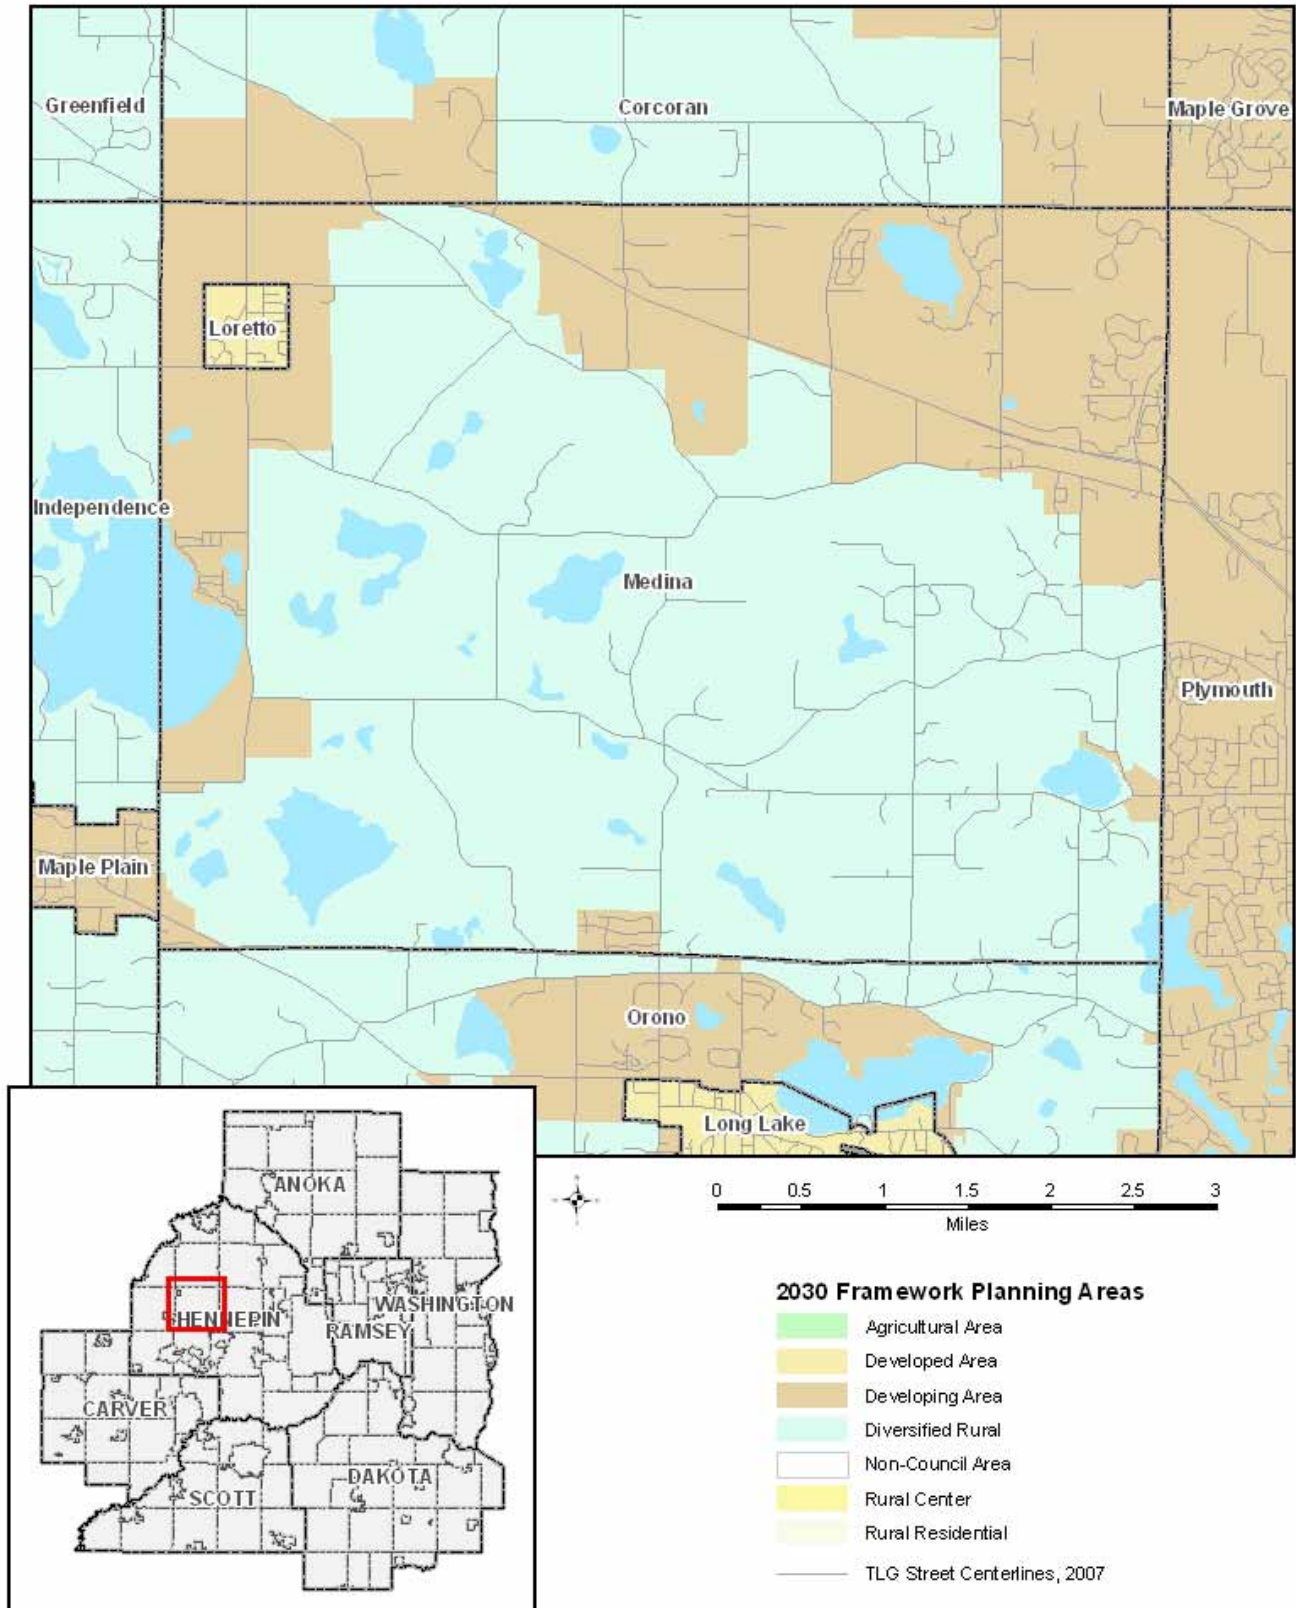 Greenfield
Corcoran
Maple Grove
Loretto
Independence
Medina
Plymouth
Maple Plain
Orono
Long Lake
ANOKA
HENNEPIN
WASHINGTON
RAMSEY
CARVER
SCOTT
DAKOTA
0 0.5 1 1.5 2 2.5 3
Miles
2030 Framework Planning Areas
Agricultural Area
Developed Area
Developing Area
Diversified Rural
Non-Council Area
Rural Center
Rural Residential
TLG Street Centerlines, 2007